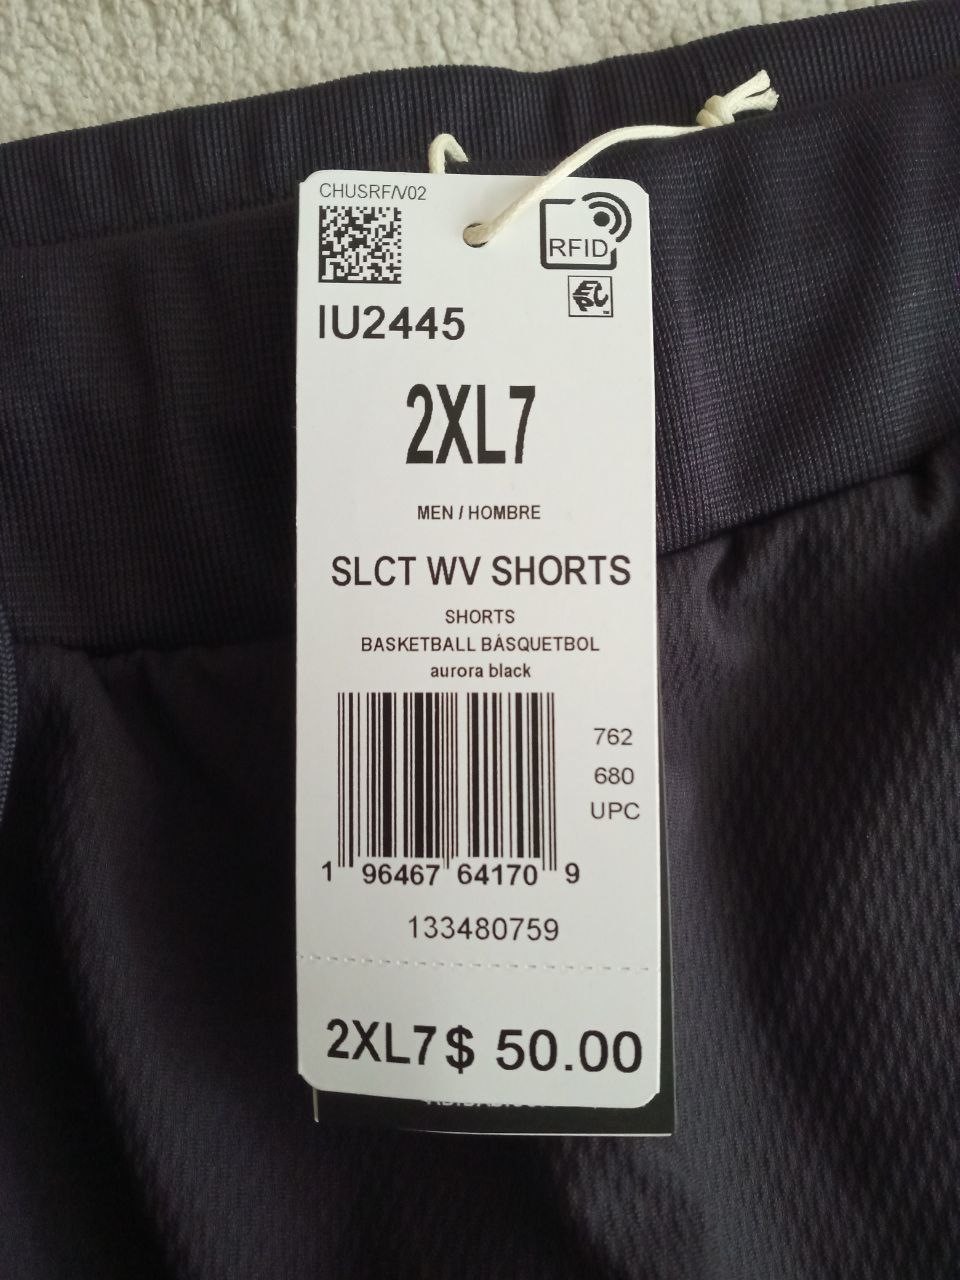 CHUSRF/V02
RFID
EPC
IU2445
2XL7
MEN / HOMBRE
SLCT WV SHORTS
SHORTS
BASKETBALL BÁSQUETBOL
aurora black
762
680
UPC
1 96467 64170 9
133480759
2XL7 $ 50.00